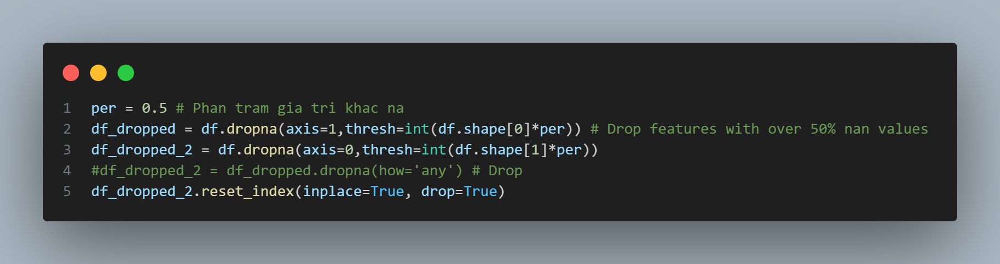 1 per = 0.5 # Phan tram gia tri khac na
2 df_dropped = df.dropna(axis=1,thresh=int(df.shape[0]*per)) # Drop features with over 50% nan values
3 df_dropped_2 = df.dropna(axis=0,thresh=int(df.shape[1]*per))
4 #df_dropped_2 = df_dropped.dropna(how='any') # Drop
5 df_dropped_2.reset_index(inplace=True, drop=True)